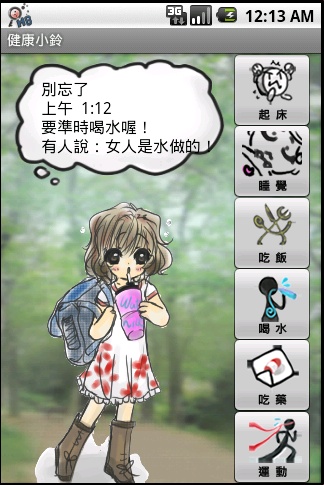 3G
12:13 AM
健康小鈴
別忘了
上午 1:12
要準時喝水喔！
有人說：女人是水做的！
起床
睡覺
吃飯
喝水
吃藥
運動